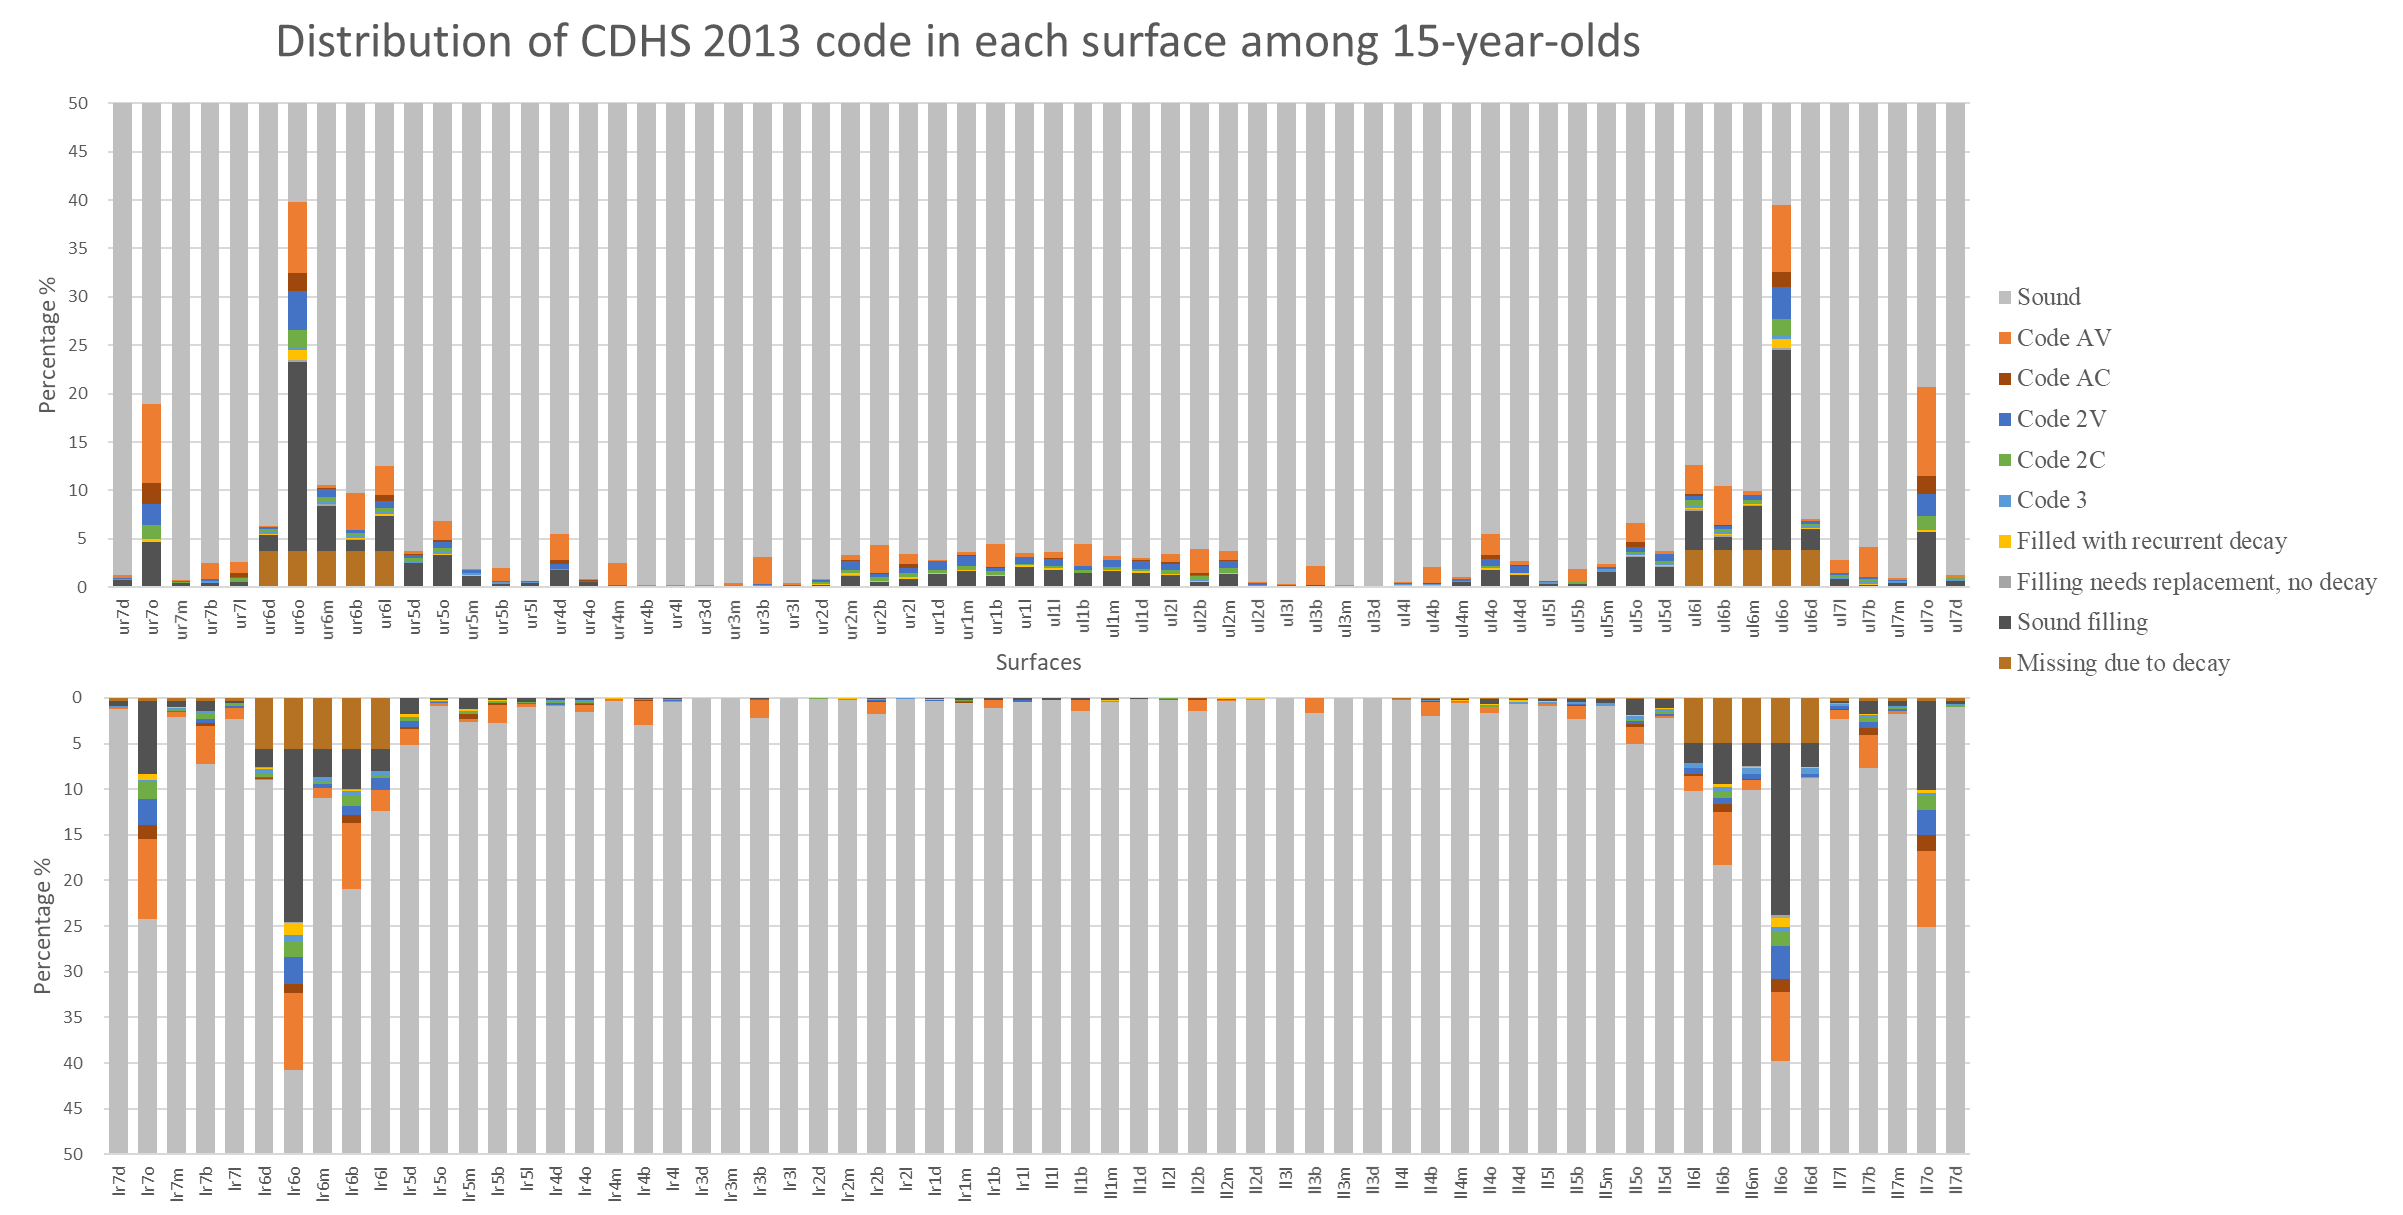 Distribution of CDHS 2013 code in each surface among 15-year-olds
50
45
40
35
30
25
20
15
10
5
0
Percentage %
ur7d ur7o ur7m ur7b ur7l ur6d ur6o ur6m ur6b ur6l ur5d ur5o ur5m ur5b ur5l ur4d ur4o ur4m ur4b ur4l ur3d ur3m ur3b ur3l ur2d ur2m ur2b ur2l ur1d ur1m ur1b ur1l ul1l ul1b ul1m ul1d ul2l ul2b ul2m ul2d ul3l ul3b ul3m ul3d ul4l ul4b ul4m ul4o ul4d ul5l ul5b ul5m ul5o ul5d ul6l ul6b ul6m ul6o ul6d ul7l ul7b ul7m ul7o ul7d
Surfaces
0
5
10
15
20
25
30
35
40
45
50
Percentage %
lr7d lr7o lr7m lr7b lr7l lr6d lr6o lr6m lr6b lr6l lr5d lr5o lr5m lr5b lr5l lr4d lr4o lr4m lr4b lr4l lr3d lr3m lr3b lr3l lr2d lr2m lr2b lr2l lr1d lr1m lr1b lr1l ll1l ll1b ll1m ll1d ll2l ll2b ll2m ll2d ll3l ll3b ll3m ll3d ll4l ll4b ll4m ll4o ll4d ll5l ll5b ll5m ll5o ll5d ll6l ll6b ll6m ll6o ll6d ll7l ll7b ll7m ll7o ll7d
Sound
Code AV
Code AC
Code 2V
Code 2C
Code 3
Filled with recurrent decay
Filling needs replacement, no decay
Sound filling
Missing due to decay